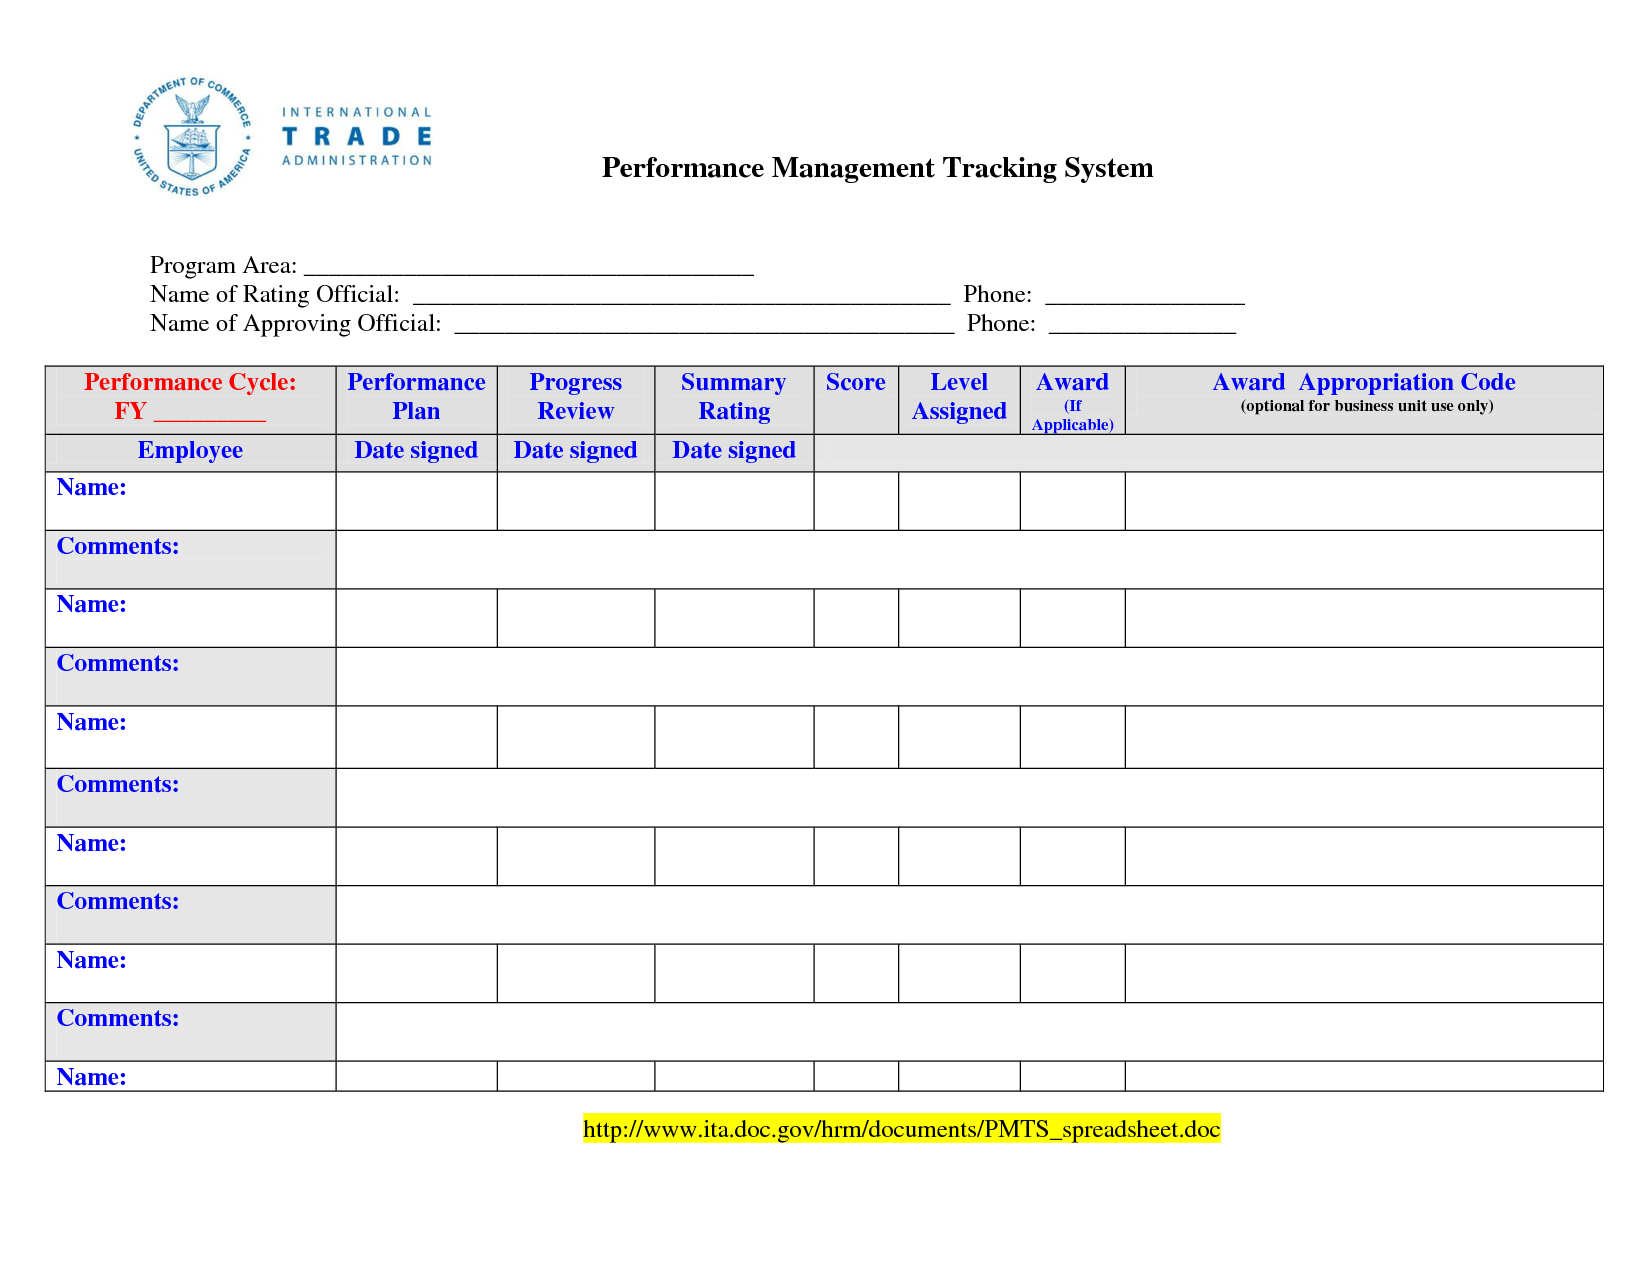 DEPARTMENT OF COMMERCE
UNITED STATES OF AMERICA
INTERNATIONAL
TRADE
ADMINISTRATION
Performance Management Tracking System
Program Area: ____________________________________
Name of Rating Official: ___________________________________________ Phone: ________________
Name of Approving Official: ________________________________________ Phone: _______________
Performance Cycle: FY _________
Performance Plan
Progress Review
Summary Rating
Score
Level Assigned
Award (If Applicable)
Award Appropriation Code (optional for business unit use only)
Employee Date signed Date signed Date signed
Name:
Comments:
Name:
Comments:
Name:
Comments:
Name:
Comments:
Name:
Comments:
Name:
http://www.ita.doc.gov/hrm/documents/PMTS_spreadsheet.doc